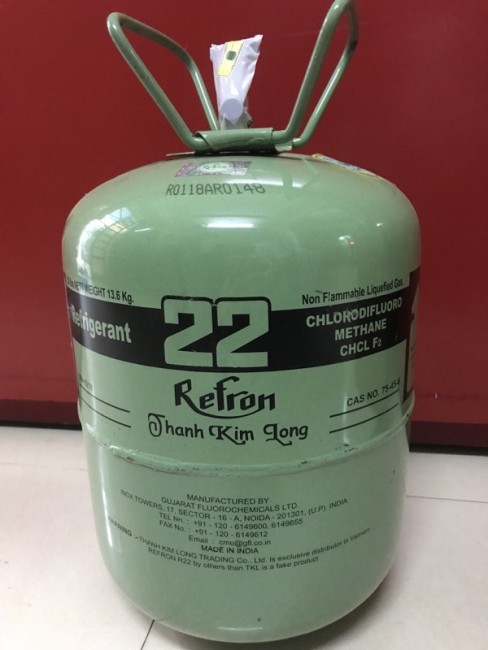 R0118AR0148
NET WEIGHT 13.6 Kg.
Refrigerant
22
Non Flammable Liquefied Gas
CHLORODIFLUORO
METHANE
CHCL F2
Refron
CAS NO. 75-45-6
Thanh Kim Long
MANUFACTURED BY
GUJARAT FLUOROCHEMICALS LTD.
INOX TOWERS, 17, SECTOR - 16 - A, NOIDA - 201301, (U.P). INDIA
TEL Nn. : +91 - 120 - 6149600, 6149655
FAX No. : +91 - 120 - 6149612
Email : cmo@gfl.co.in
MADE IN INDIA
WARNING :- THANH KIM LONG TRADING Co., Ltd. Is exclusive distributor in Vietnam
REFRON R22 by others than TKL is a fake product